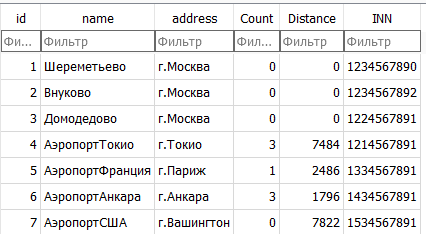 id name address Count Distance INN
Фи... Фильтр Фильтр Фил... Фильтр Фильтр
1 Шереметьево г.Москва 0 0 1234567890
2 Внуково г.Москва 0 0 1234567892
3 Домодедово г.Москва 0 0 1224567891
4 АэропортТокио г.Токио 3 7484 1214567891
5 АэропортФранция г.Париж 1 2486 1334567891
6 АэропортАнкара г.Анкара 3 1796 1434567891
7 АэропортСША г.Вашингтон 0 7822 1534567891